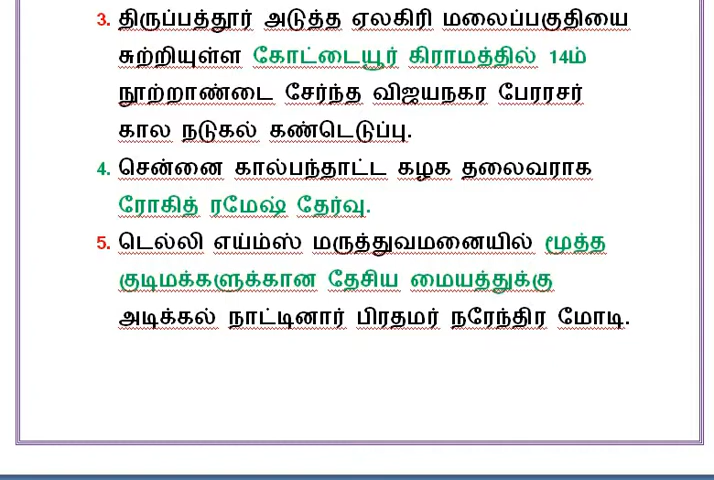 3. திருப்பத்தூர் அடுத்த ஏலகிரி மலைப்பகுதியை
சுற்றியுள்ள கோட்டையூர் கிராமத்தில் 14ம்
நூற்றாண்டை சேர்ந்த விஜயநகர பேரரசர்
கால நடுகல் கண்டெடுப்பு.
4. சென்னை கால்பந்தாட்ட கழக தலைவராக
ரோகித் ரமேஷ் தேர்வு.
5. டெல்லி எய்ம்ஸ் மருத்துவமனையில் மூத்த
குடிமக்களுக்கான தேசிய மையத்துக்கு
அடிக்கல் நாட்டினார் பிரதமர் நரேந்திர மோடி.